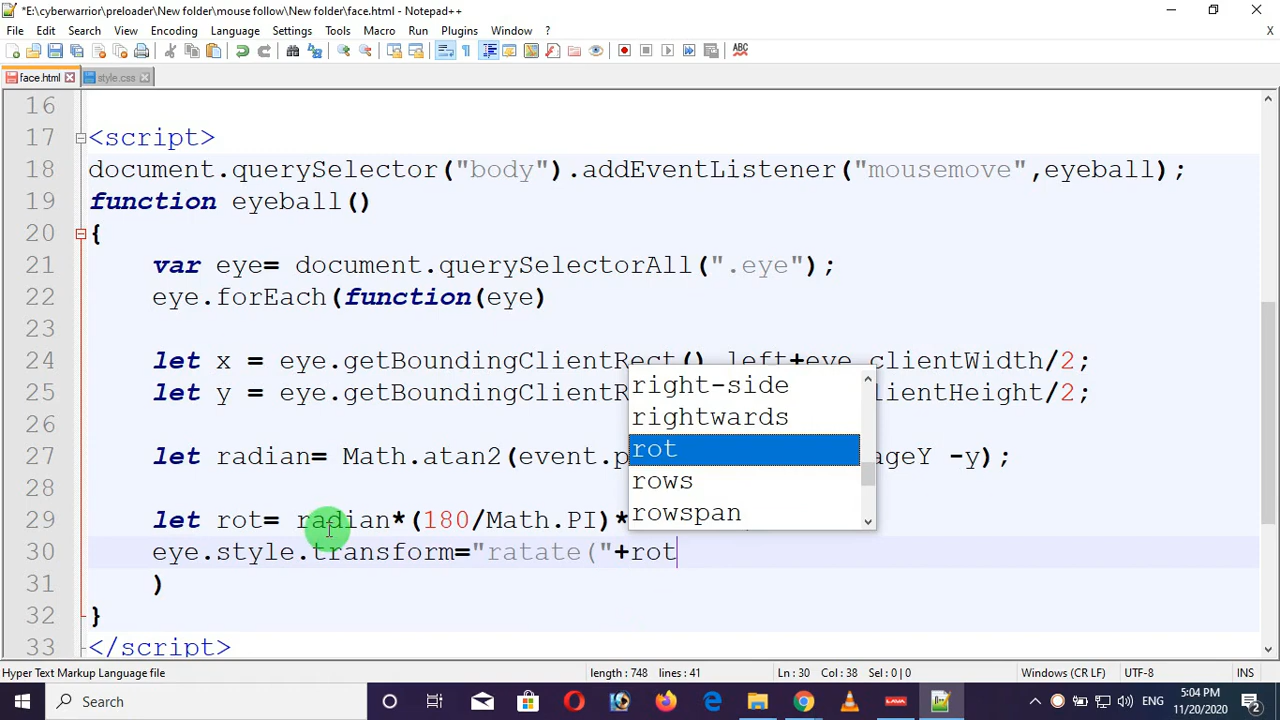 *E:\cyberwarrior\preloader\New folder\mouse follow\New folder\face.html - Notepad++
File Edit Search View Encoding Language Settings Tools Macro Run Plugins Window ?
X
ABC
face.html style.css
16
17 <script>
18 document.querySelector("body").addEventListener("mousemove",eyeball);
19 function eyeball()
20 {
21 var eye= document.querySelectorAll(".eye");
22 eye.forEach(function(eye)
23
24 let x = eye.getBoundingClientRect().left+eye.clientWidth/2;
25 let y = eye.getBoundingClientR lientHeight/2;
26
27 let radian= Math.atan2(event.p ageY -y);
28
29 let rot= radian*(180/Math.PI)*
30 eye.style.transform="ratate("+rot
31 )
32 }
33 </script>
right-side
rightwards
rot
rows
rowspan
Hyper Text Markup Language file length : 748 lines : 41 Ln : 30 Col : 38 Sel : 0 | 0 Windows (CR LF) UTF-8 INS
Search
LAVA
ENG
5:04 PM
11/20/2020
2